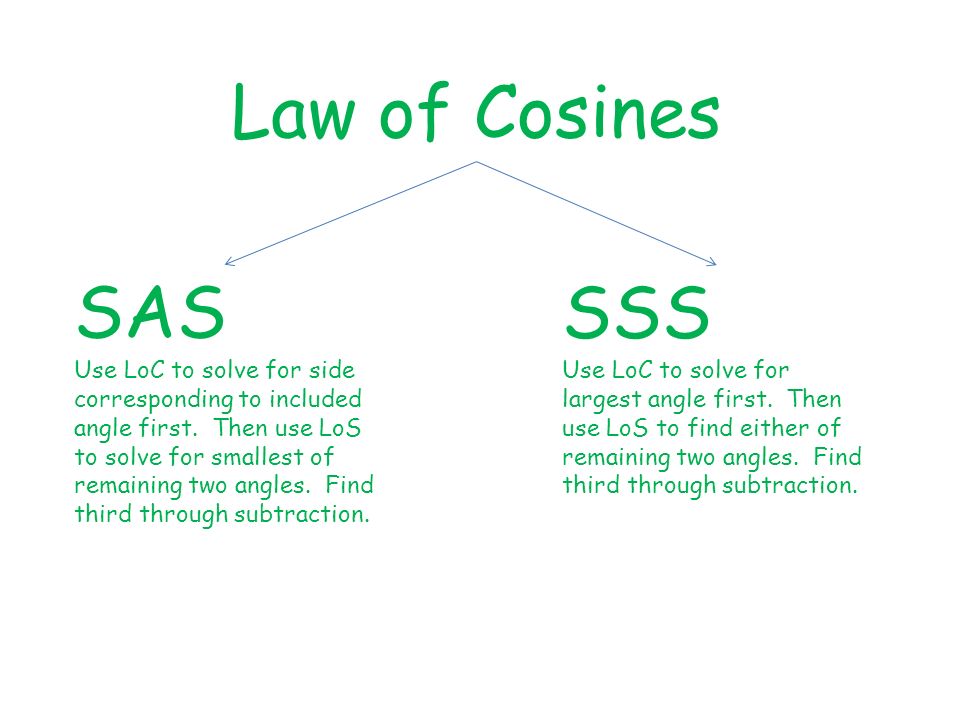 Law of Cosines
SAS
Use LoC to solve for side
corresponding to included
angle first.  Then use LoS
to solve for smallest of
remaining two angles.  Find
third through subtraction.
SSS
Use LoC to solve for
largest angle first.  Then
use LoS to find either of
remaining two angles.  Find
third through subtraction.